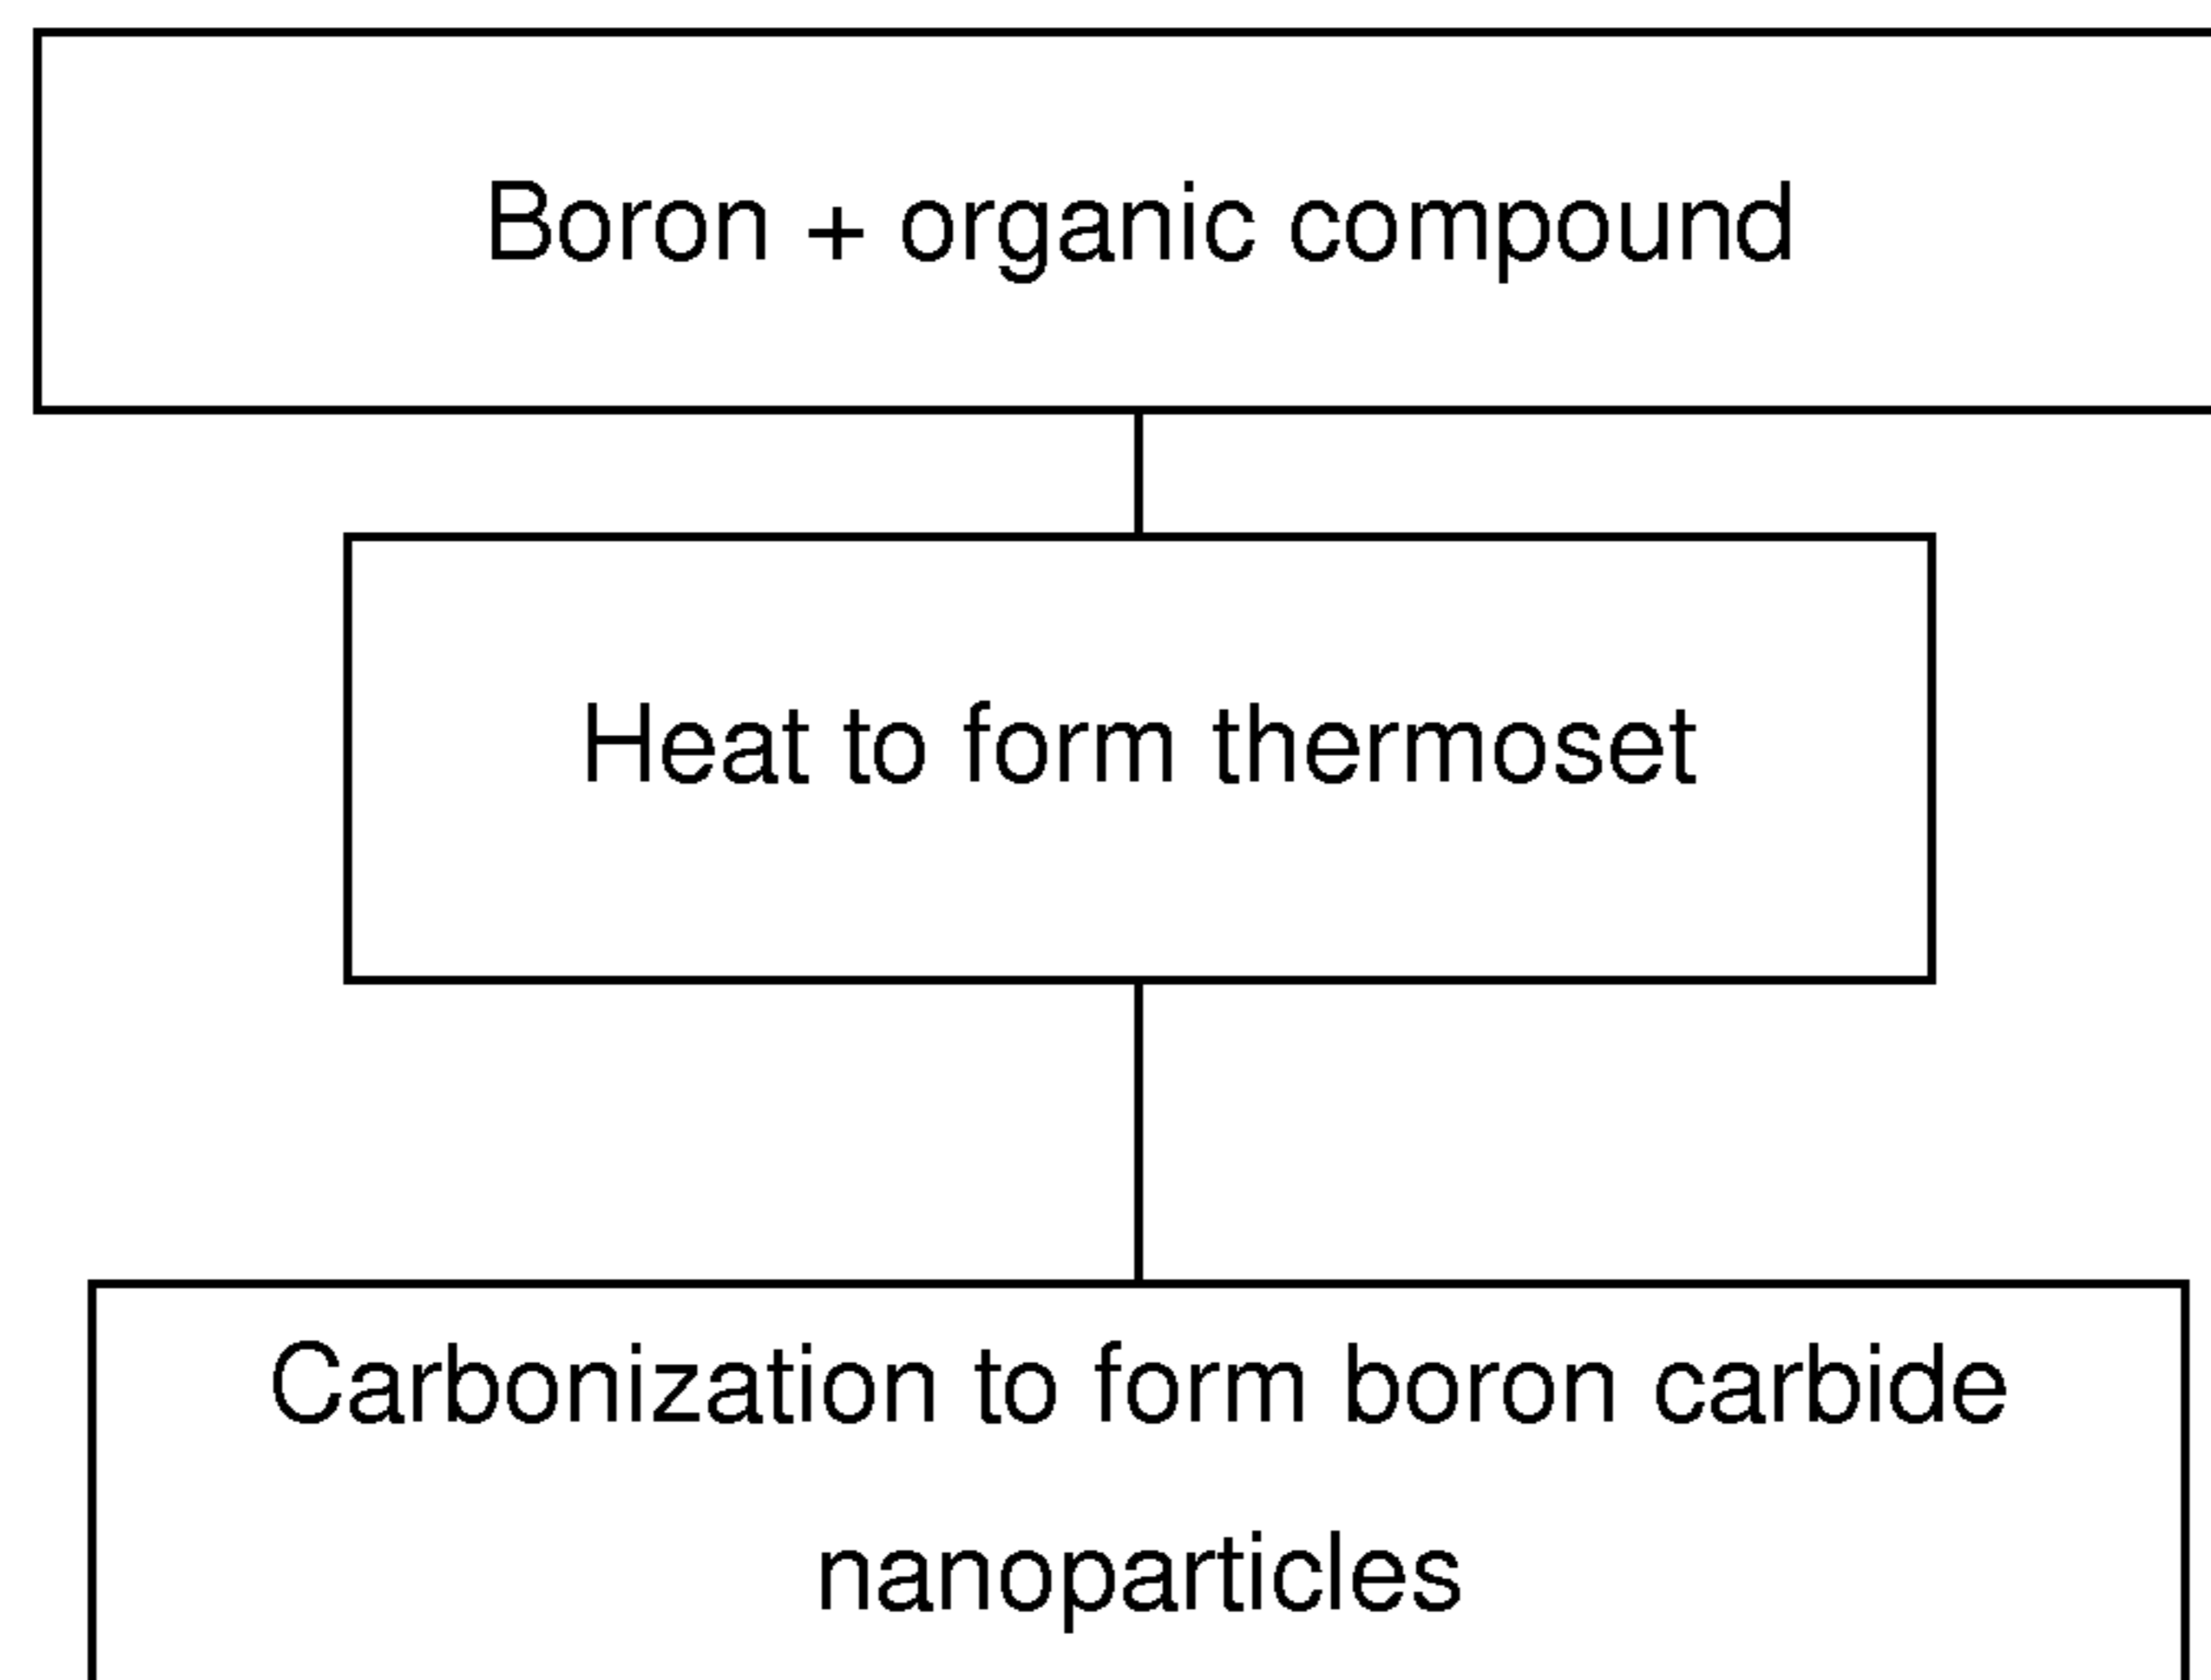 Boron + organic compound
Heat to form thermoset
Carbonization to form boron carbide
nanoparticles